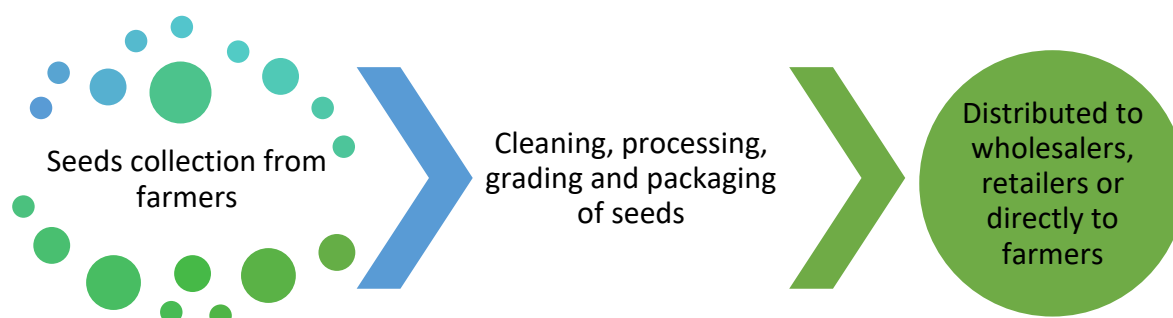 Seeds collection from
farmers
Cleaning, processing,
grading and packaging
of seeds
Distributed to
wholesalers,
retailers or
directly to
farmers